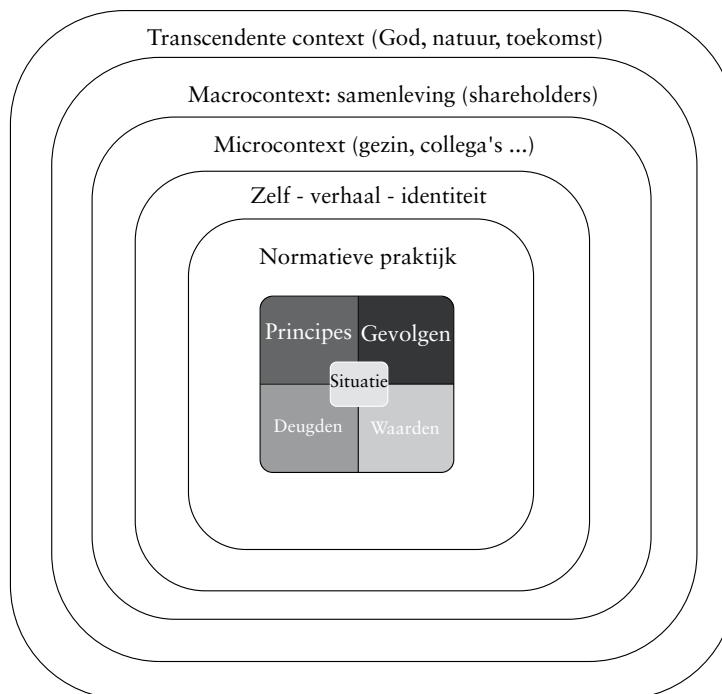 Transcendente context (God, natuur, toekomst)
Macrocontext: samenleving (shareholders)
Microcontext (gezin, collega's ...)
Zelf - verhaal - identiteit
Normatieve praktijk
Principes
Gevolgen
Situatie
Deugden
Waarden